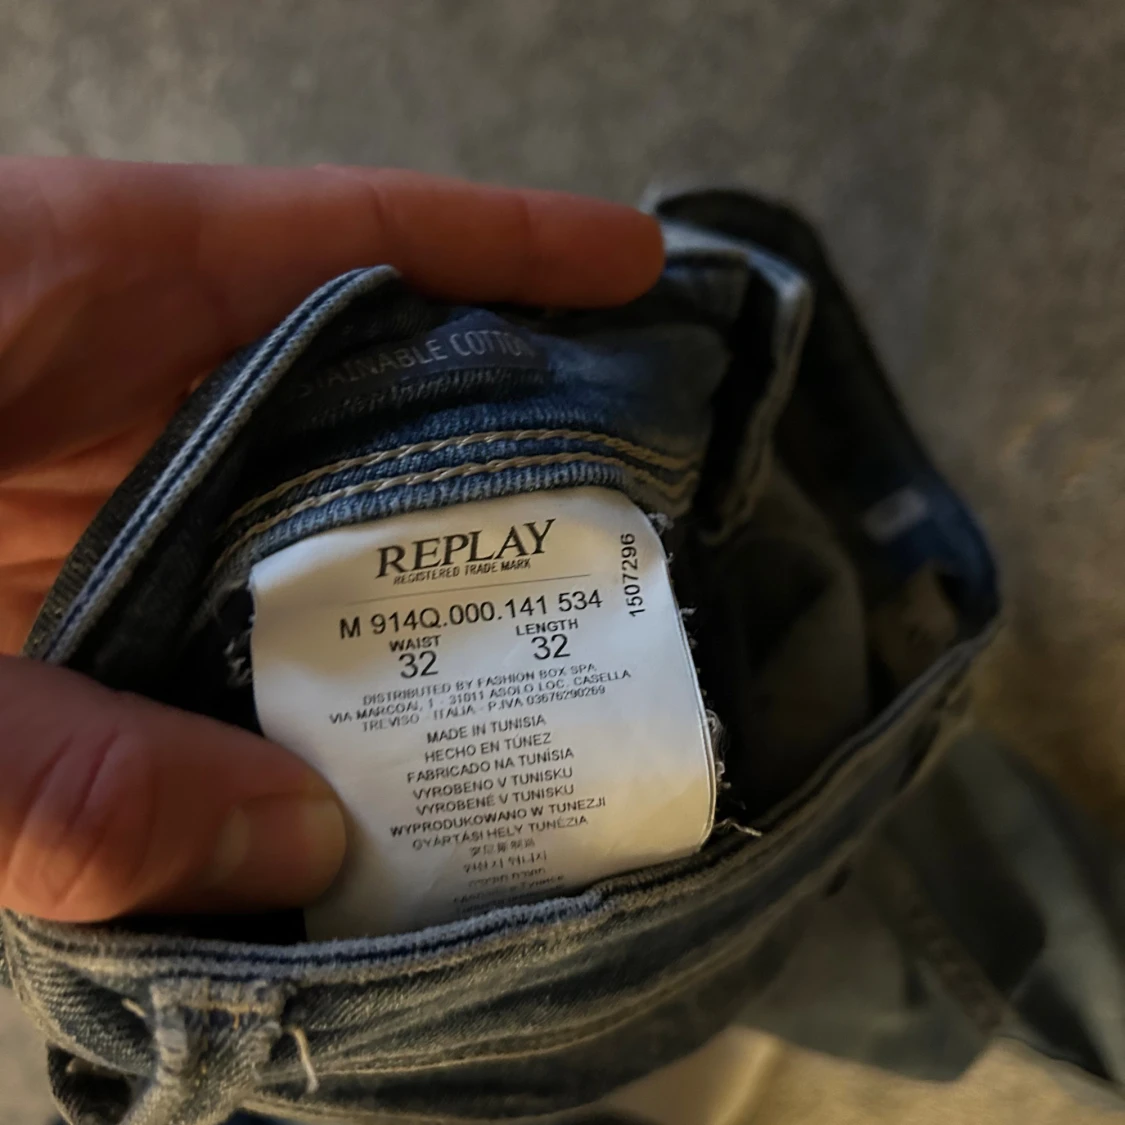 STAINABLE COTTON
REPLAY
REGISTERED TRADE MARK
1507296
M 914Q.000.141 534
WAIST LENGTH
32 32
DISTRIBUTED BY FASHION BOX SPA
VIA MARCOAI, 1 - 31011 ASOLO LOC. CASELLA
TREVISO - ITALIA - P.IVA 03676290269
MADE IN TUNISIA
HECHO EN TÚNEZ
FABRICADO NA TUNÍSIA
VYROBENO V TUNISKU
VYROBENÉ V TUNISKU
WYPRODUKOWANO W TUNEZJI
GYÁRTÁSI HELY TUNÉZIA